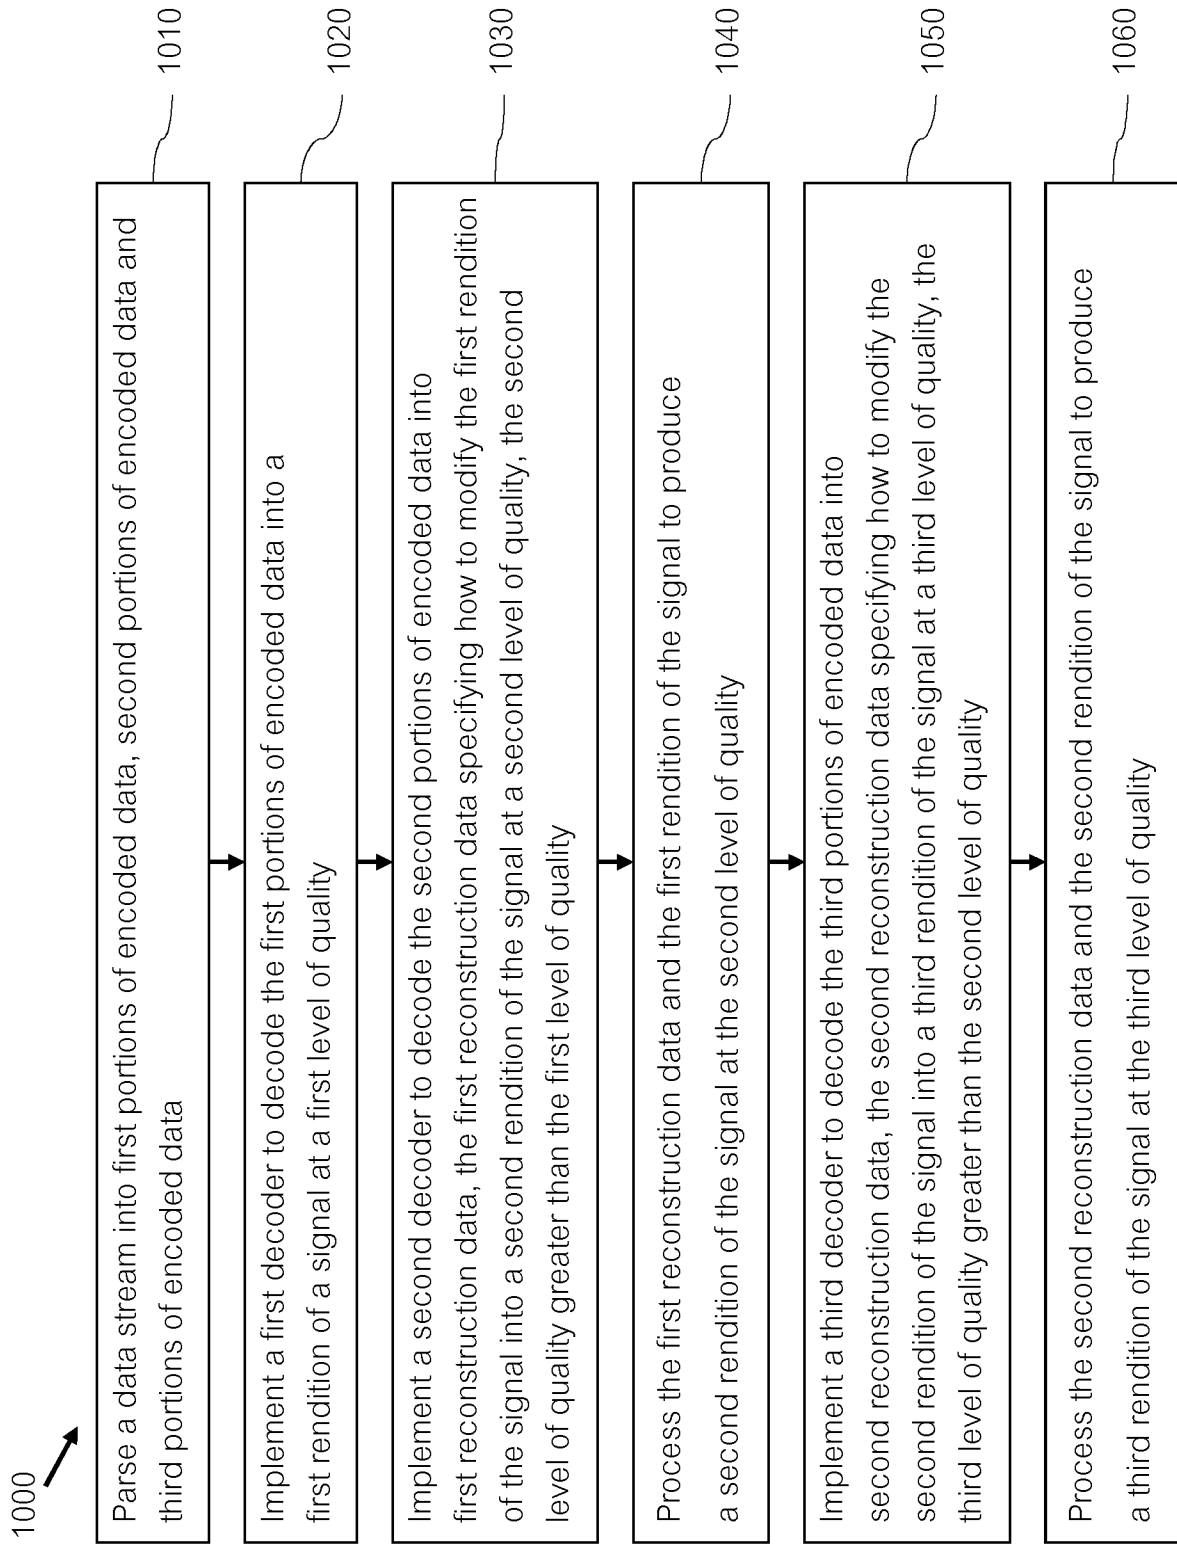 1000
Parse a data stream into first portions of encoded data, second portions of encoded data and
third portions of encoded data
1010
Implement a first decoder to decode the first portions of encoded data into a
first rendition of a signal at a first level of quality
1020
Implement a second decoder to decode the second portions of encoded data into
first reconstruction data, the first reconstruction data specifying how to modify the first rendition
of the signal into a second rendition of the signal at a second level of quality, the second
level of quality greater than the first level of quality
1030
Process the first reconstruction data and the first rendition of the signal to produce
a second rendition of the signal at the second level of quality
1040
Implement a third decoder to decode the third portions of encoded data into
second reconstruction data, the second reconstruction data specifying how to modify the
second rendition of the signal into a third rendition of the signal at a third level of quality, the
third level of quality greater than the second level of quality
1050
Process the second reconstruction data and the second rendition of the signal to produce
a third rendition of the signal at the third level of quality
1060